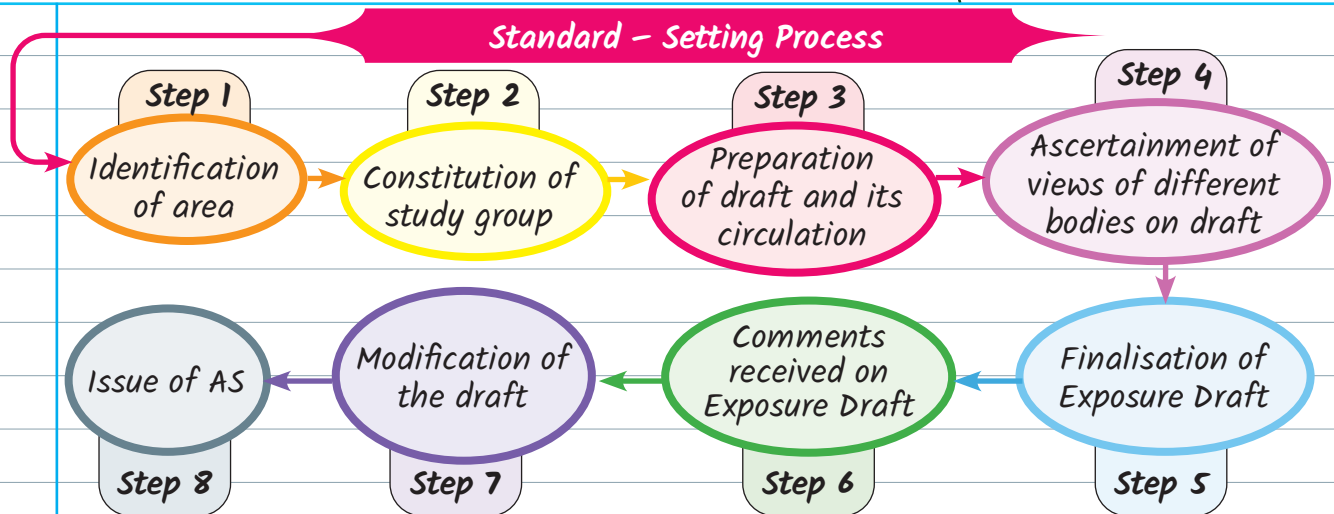 Standard – Setting Process
Step 1
Identification
of area
Step 2
Constitution of
study group
Step 3
Preparation
of draft and its
circulation
Step 4
Ascertainment of
views of different
bodies on draft
Finalisation of
Exposure Draft
Step 5
Comments
received on
Exposure Draft
Step 6
Modification of
the draft
Step 7
Issue of AS
Step 8